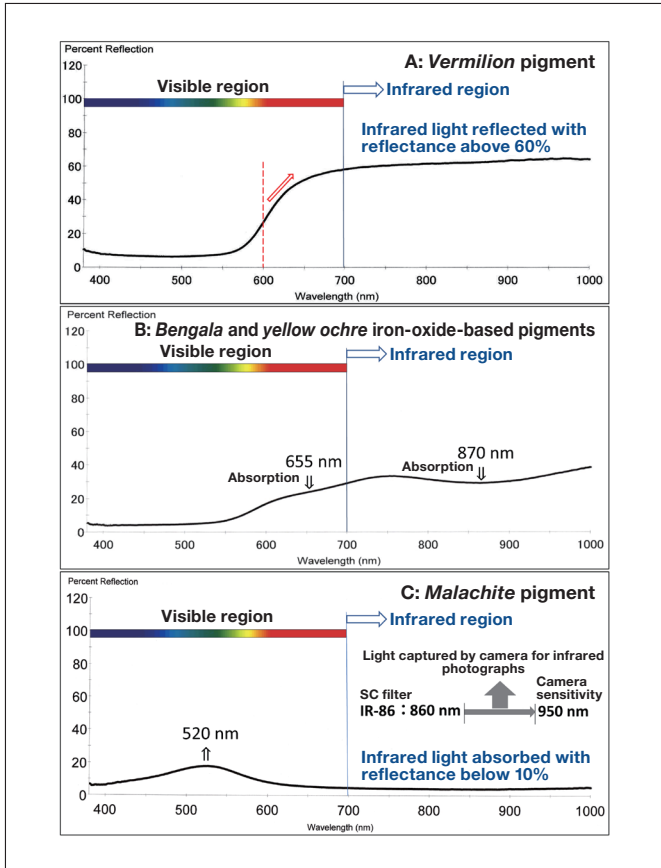 Percent Reflection
A: Vermilion pigment
120
Visible region
Infrared region
100
Infrared light reflected with
reflectance above 60%
80
60
40
20
0
400 500 600 700 800 900 1000
Wavelength (nm)
Percent Reflection
B: Bengala and yellow ochre iron-oxide-based pigments
120
Visible region
Infrared region
100
80
60
655 nm
870 nm
Absorption
Absorption
40
20
0
400 500 600 700 800 900 1000
Wavelength (nm)
Percent Reflection
C: Malachite pigment
120
Visible region
Infrared region
100
Light captured by camera for infrared
photographs
80
SC filter
Camera
sensitivity
IR-86：860 nm
950 nm
60
40
520 nm
Infrared light absorbed with
reflectance below 10%
20
0
400 500 600 700 800 900 1000
Wavelength (nm)